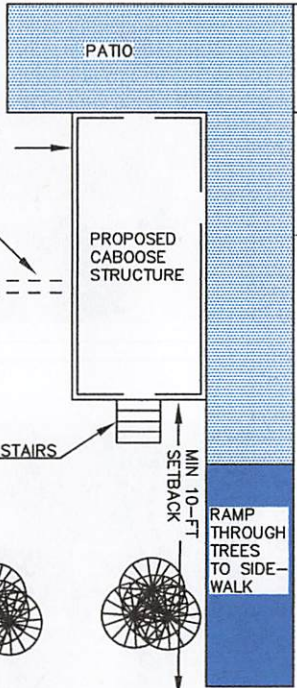 PATIO
PROPOSED
CABOOSE
STRUCTURE
STAIRS
MIN 10-FT
SETBACK
RAMP
THROUGH
TREES
TO SIDE-
WALK